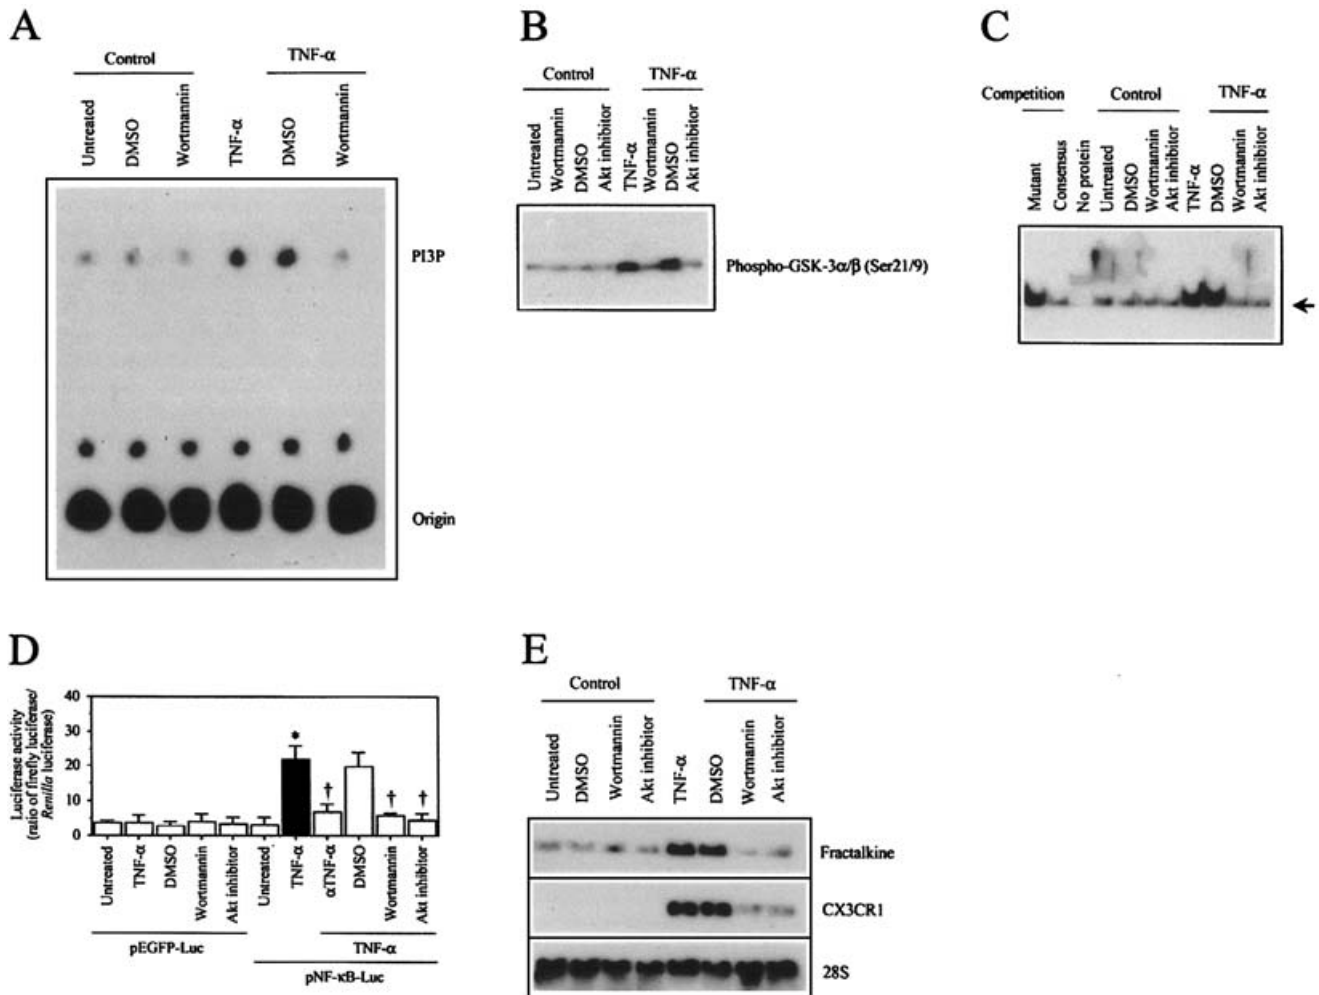 A
Control
TNF-α
Untreated
DMSO
Wortmannin
TNF-α
DMSO
Wortmannin
PI3P
Origin
B
Control
TNF-α
Untreated
Wortmannin
DMSO
Akt inhibitor
TNF-α
Wortmannin
DMSO
Akt inhibitor
Phospho-GSK-3α/β (Ser21/9)
C
Competition
Control
TNF-α
Mutant
Consensus
No protein
Untreated
DMSO
Wortmannin
Akt inhibitor
TNF-α
DMSO
Wortmannin
Akt inhibitor
D
Luciferase activity
(ratio of firefly luciferase/
Renilla luciferase)
40
30
20
10
0
*
†
†
†
Untreated
TNF-α
DMSO
Wortmannin
Akt inhibitor
Untreated
TNF-α
αTNF-α
DMSO
Wortmannin
Akt inhibitor
pEGFP-Luc
TNF-α
pNF-κB-Luc
E
Control
TNF-α
Untreated
DMSO
Wortmannin
Akt inhibitor
TNF-α
DMSO
Wortmannin
Akt inhibitor
Fractalkine
CX3CR1
28S